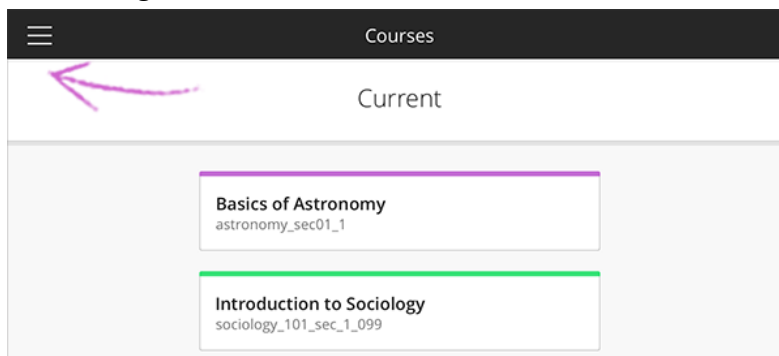 Courses
Current
Basics of Astronomy
astronomy_sec01_1
Introduction to Sociology
sociology_101_sec_1_099